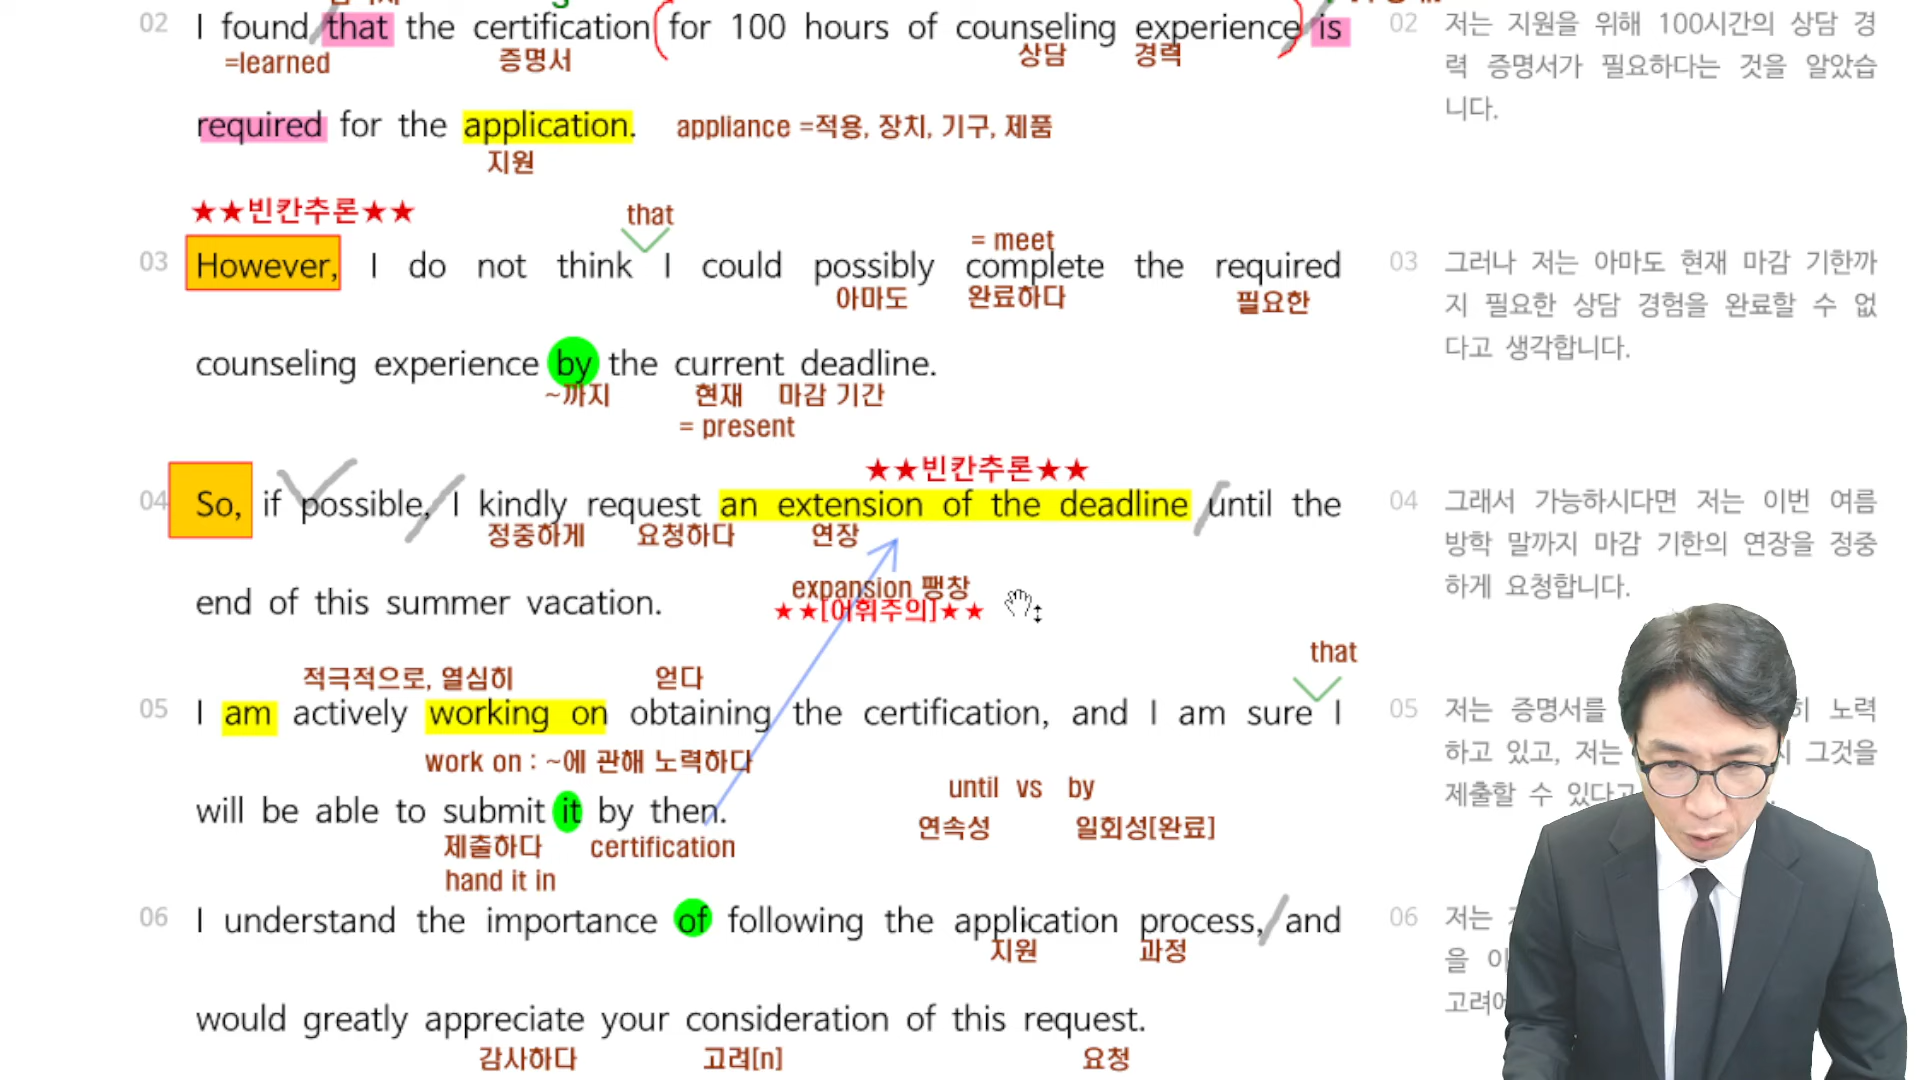 02 I found that the certification (for 100 hours of counseling experience) is
=learned 증명서 상담 경력
required for the application. appliance =적용, 장치, 기구, 제품
지원
02 저는 지원을 위해 100시간의 상담 경
력 증명서가 필요하다는 것을 알았습
니다.
★★빈칸추론★★
that
= meet
03 However, I do not think I could possibly complete the required
아마도 완료하다 필요한
counseling experience by the current deadline.
~까지 현재 마감 기간
= present
03 그러나 저는 아마도 현재 마감 기한까
지 필요한 상담 경험을 완료할 수 없
다고 생각합니다.
★★빈칸추론★★
04 So, if possible, I kindly request an extension of the deadline until the
정중하게 요청하다 연장
end of this summer vacation.
expansion 팽창
★★[어휘주의]★★
04 그래서 가능하시다면 저는 이번 여름
방학 말까지 마감 기한의 연장을 정중
하게 요청합니다.
that
적극적으로, 열심히 얻다
05 I am actively working on obtaining the certification, and I am sure I
work on : ~에 관해 노력하다
until vs by
연속성 일회성[완료]
will be able to submit it by then.
제출하다 certification
hand it in
05 저는 증명서를 노력
하고 있고, 저는 그것을
제출할 수 있다고
06 I understand the importance of following the application process, and
지원 과정
would greatly appreciate your consideration of this request.
감사하다 고려[n] 요청
06 저는
을